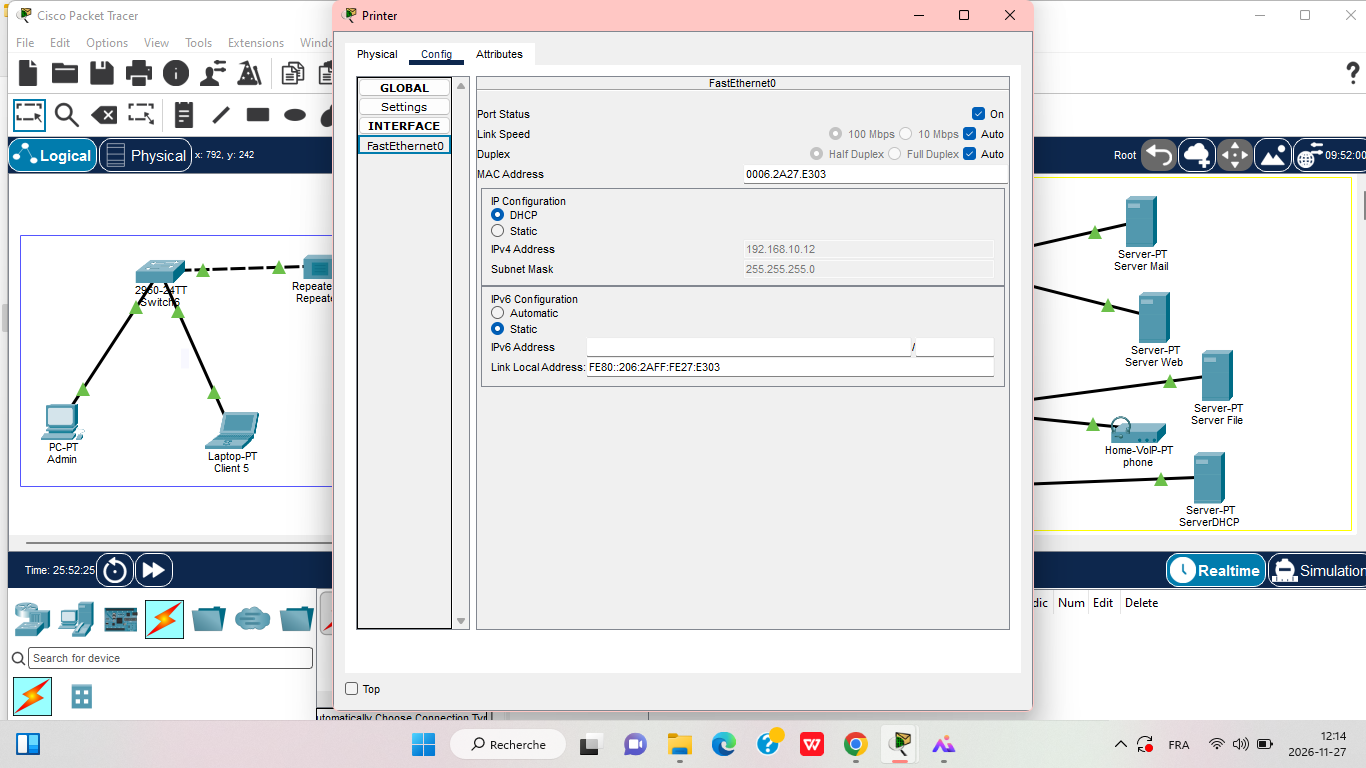 Cisco Packet Tracer
Printer
File Edit Options View Tools Extensions
Physical Config Attributes
GLOBAL
Settings
INTERFACE
FastEthernet0
FastEthernet0
Port Status On
Link Speed 100 Mbps 10 Mbps Auto
Duplex Half Duplex Full Duplex Auto
MAC Address 0006.2A27.E303
IP Configuration
DHCP
Static
IPv4 Address 192.168.10.12
Subnet Mask 255.255.255.0
IPv6 Configuration
Automatic
Static
IPv6 Address /
Link Local Address: FE80::206:2AFF:FE27:E303
Top
Logical Physical x: 792, y: 242
Root 09:52:00
2960-24TT
Switch6
PC-PT
Admin
Laptop-PT
Client 5
Server-PT
Server Mail
Server-PT
Server Web
Server-PT
Server File
Home-VoIP-PT
phone
Server-PT
ServerDHCP
Time: 25:52:25
Realtime Simulation
Num Edit Delete
Search for device
Recherche
FRA
12:14
2026-11-27